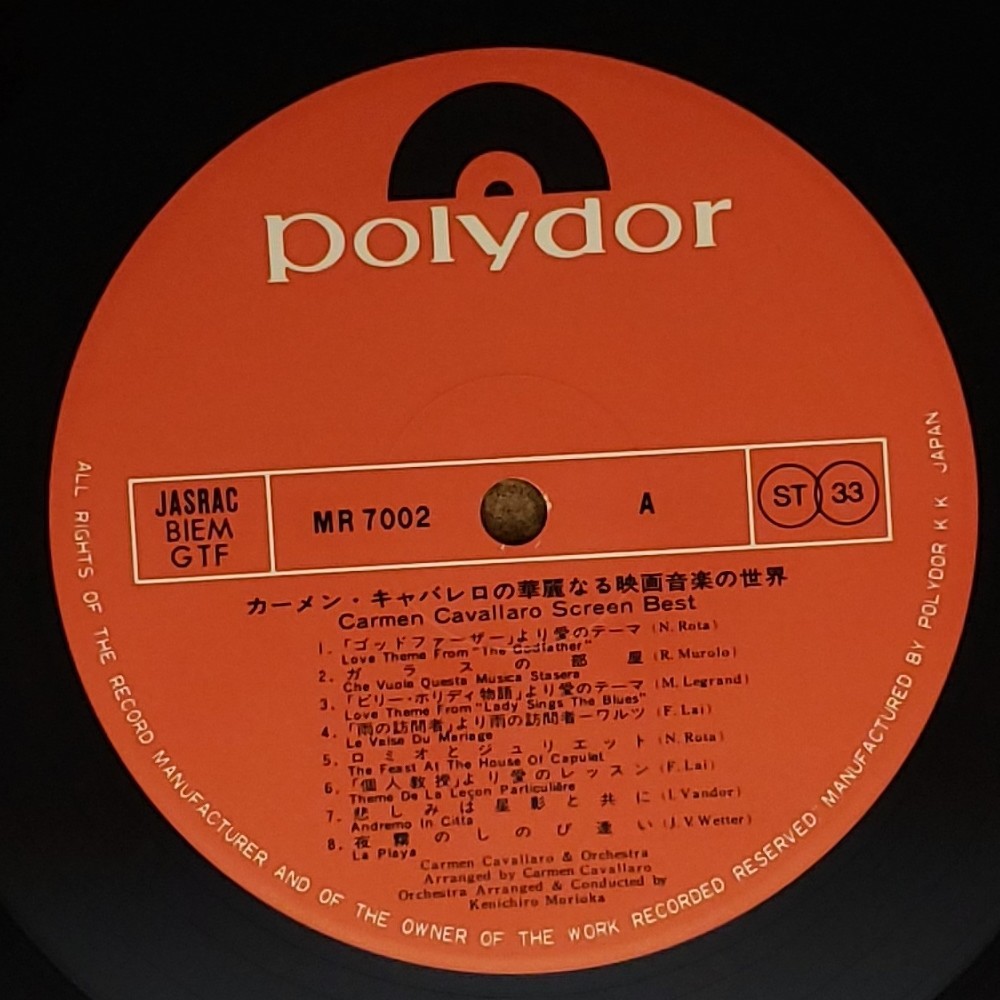 polydor
JASRAC
BIEM
GTF
MR 7002
A
ST 33
カーメン・キャバレロの華麗なる映画音楽の世界
Carmen Cavallaro Screen Best
1. 「ゴッドファーザー」より愛のテーマ (N. Rota)
Love Theme From "The Godfather"
2. ガラスの部屋 (R. Murolo)
Che Vuole Questa Musica Stasera
3. 「ビリー・ホリディ物語」より愛のテーマ (M. Legrand)
Love Theme From "Lady Sings The Blues"
4. 「雨の訪問者」より雨の訪問者ーワルツ (F. Lai)
Le Valse Du Mariage
5. ロミオとジュリエット (N. Rota)
The Feast At The House Of Capulet
6. 「個人教授」より愛のレッスン (F. Lai)
Theme De La Leçon Particulière
7. 悲しみは星影と共に (I. Vandor)
Andremo In Citta
8. 夜霧のしのび逢い (J. V. Wetter)
La Playa
Carmen Cavallaro & Orchestra
Arranged by Carmen Cavallaro
Orchestra Arranged & Conducted by
Kenichiro Morioka
ALL RIGHTS OF THE RECORD MANUFACTURER AND OF THE OWNER OF THE WORK RECORDED RESERVED MANUFACTURED BY POLYDOR K K JAPAN